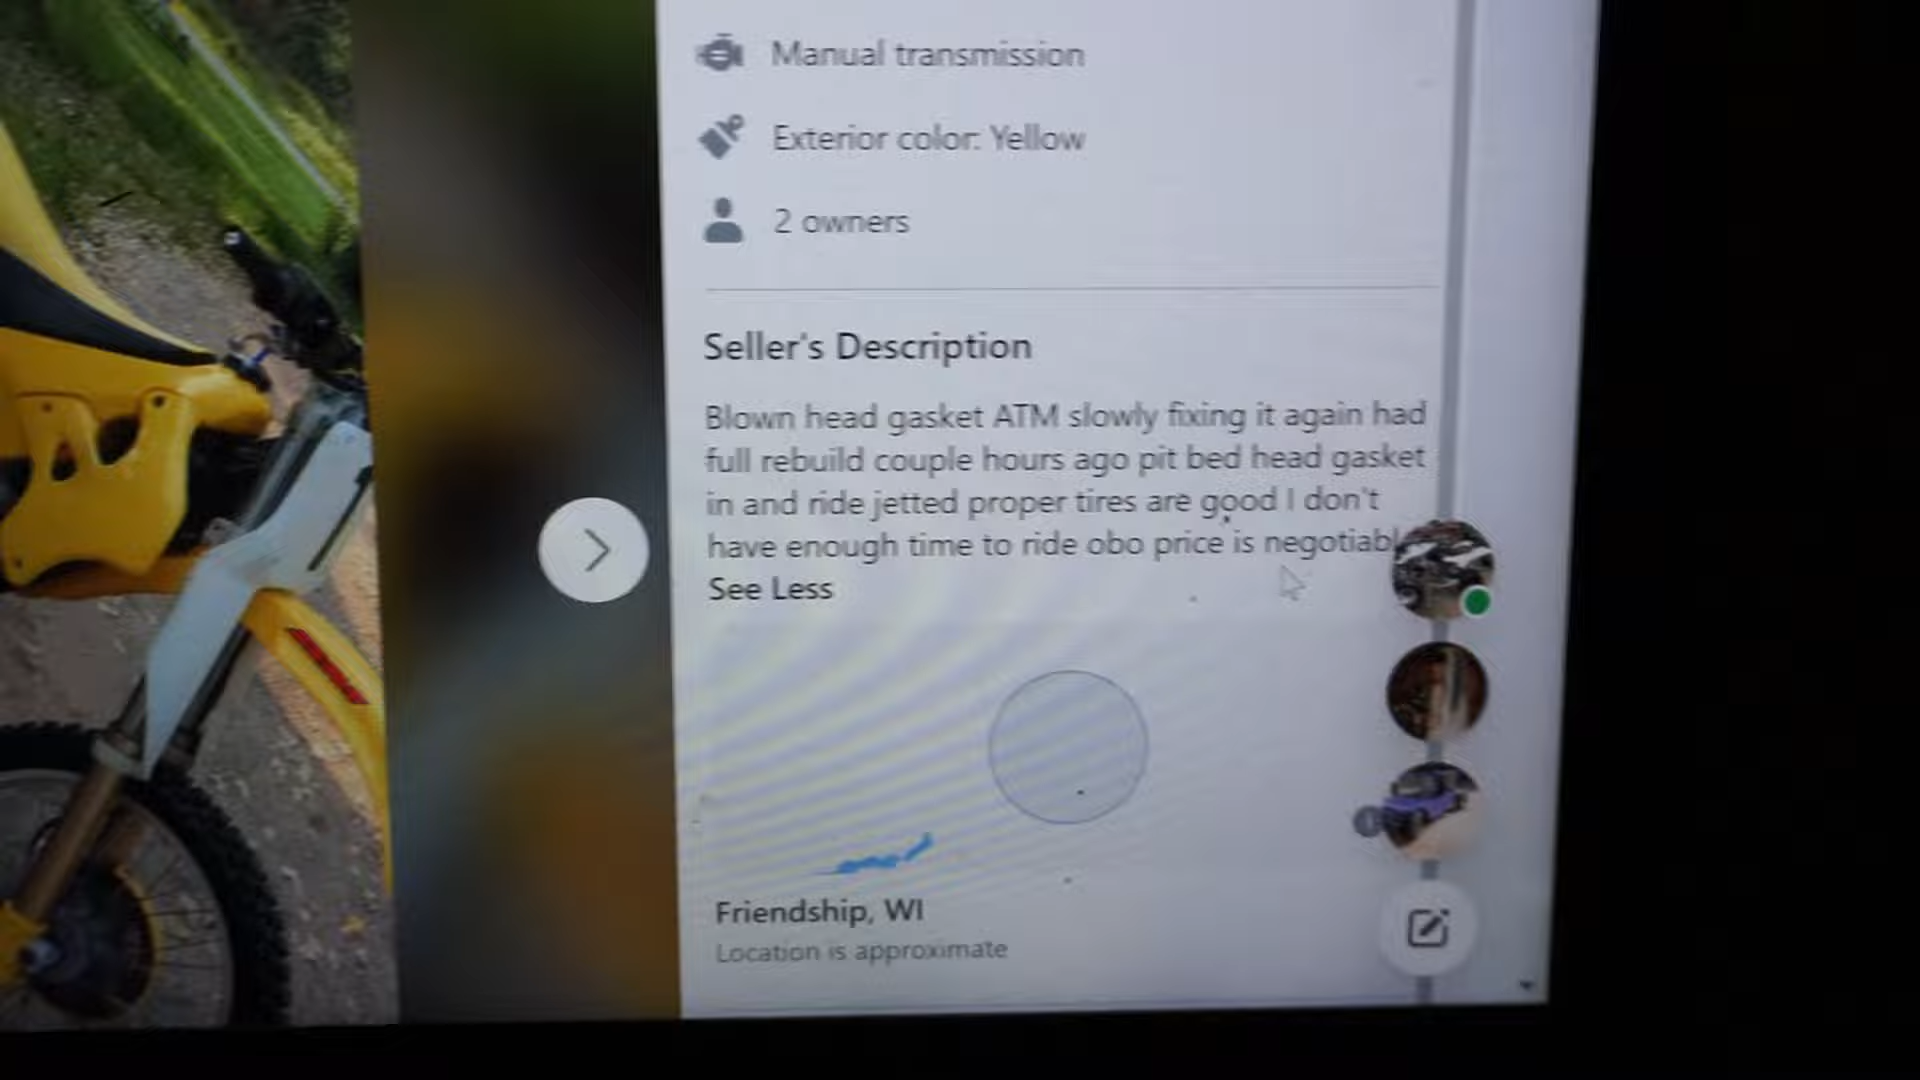 Manual transmission
Exterior color: Yellow
2 owners
Seller's Description
Blown head gasket ATM slowly fixing it again had
full rebuild couple hours ago pit bed head gasket
in and ride jetted proper tires are good I don't
have enough time to ride obo price is negotiabl
See Less
Friendship, WI
Location is approximate